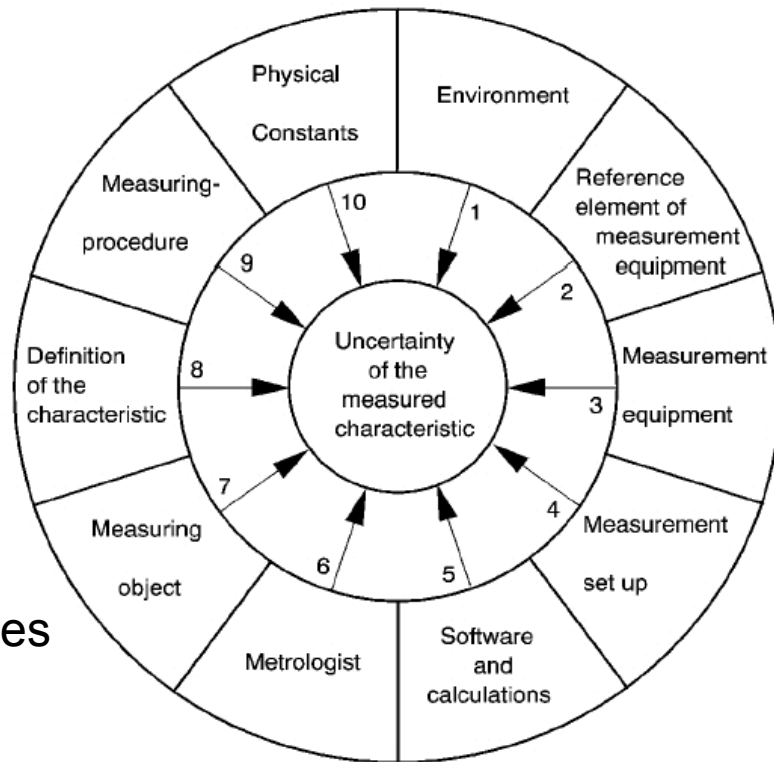 Physical
Constants
Environment
Reference
element of
measurement
equipment
Measurement
equipment
Measurement
set up
Software
and
calculations
Metrologist
Measuring
object
Definition
of the
characteristic
Measuring-
procedure
10
1
2
3
4
5
6
7
8
9
Uncertainty
of the
measured
characteristic
es